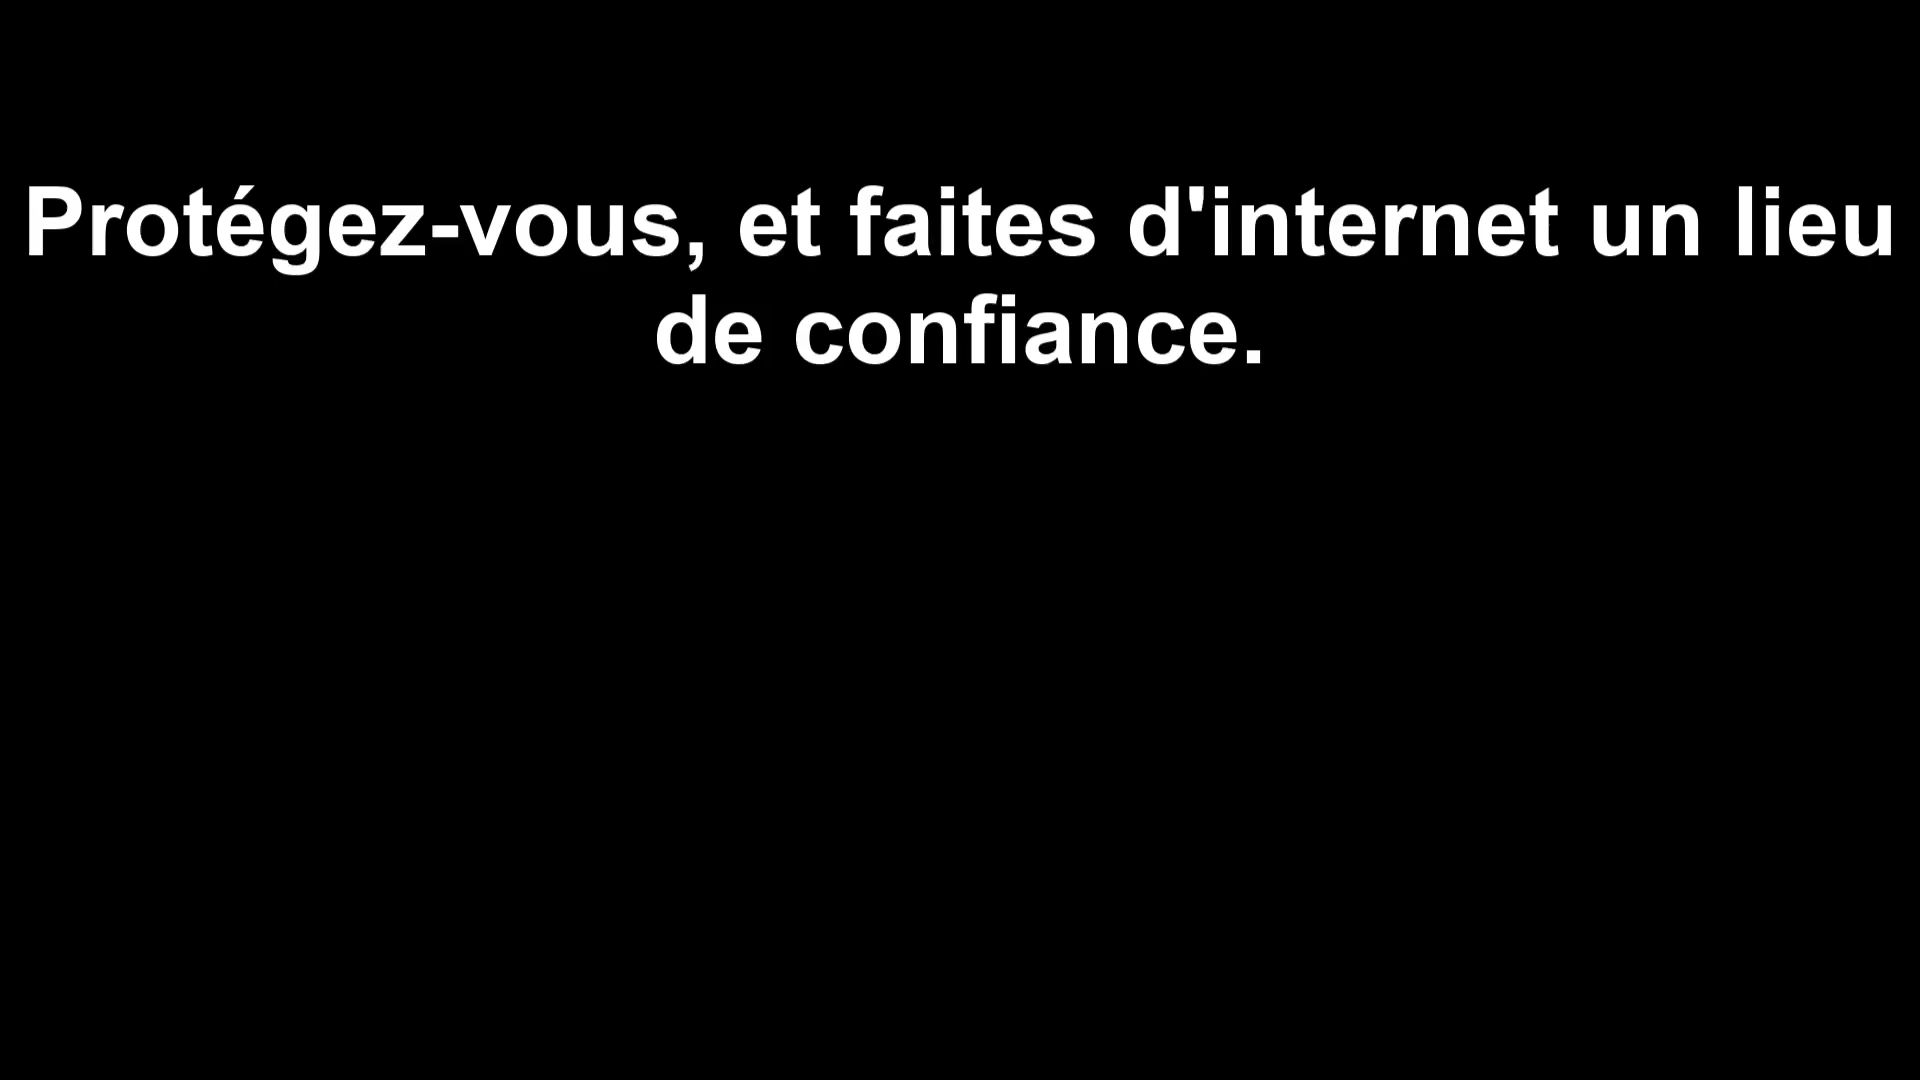 Protégez-vous, et faites d'internet un lieu
de confiance.